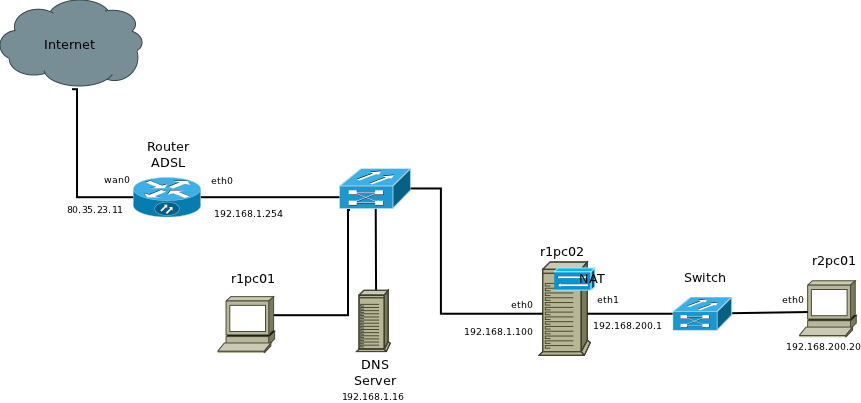 Internet
Router
ADSL
wan0
eth0
80.35.23.11
192.168.1.254
r1pc01
DNS
Server
192.168.1.16
r1pc02
NAT
eth0
eth1
192.168.1.100
192.168.200.1
Switch
r2pc01
eth0
192.168.200.20